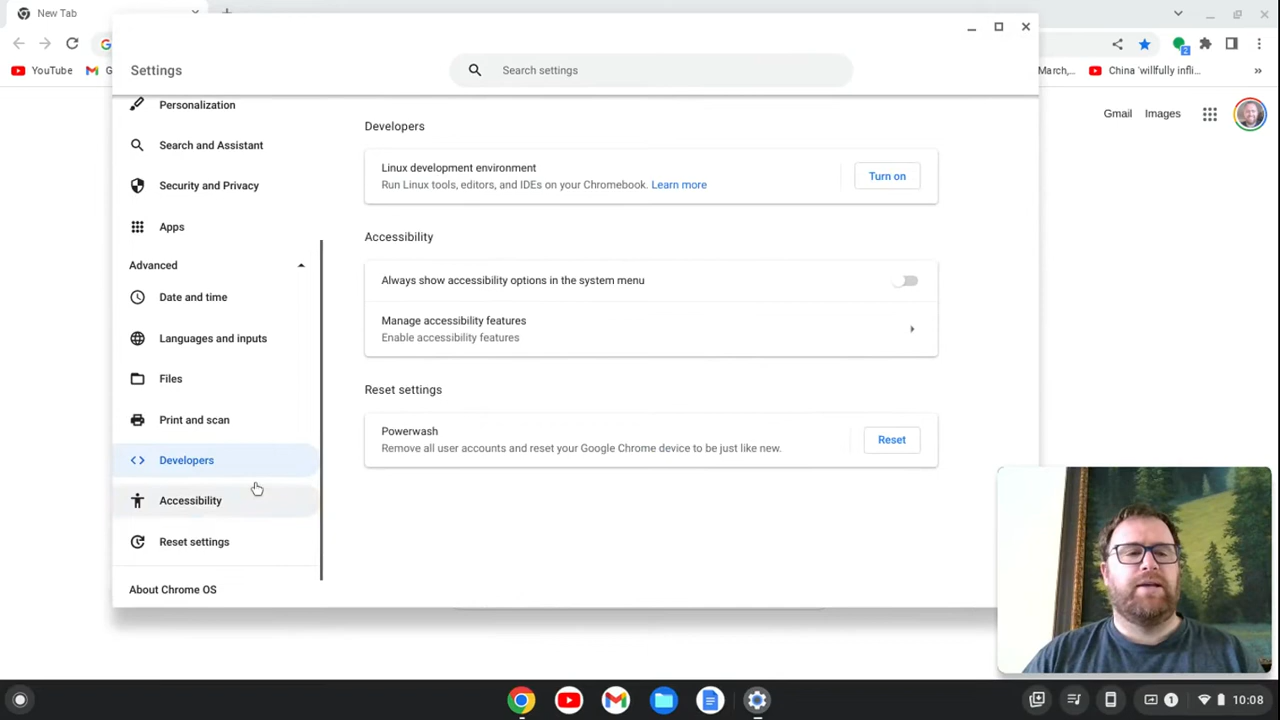 New Tab
YouTube
G
March,...
China 'willfully infli...
»
Gmail
Images
Settings
Search settings
Personalization
Search and Assistant
Security and Privacy
Apps
Advanced
Date and time
Languages and inputs
Files
Print and scan
Developers
Accessibility
Reset settings
About Chrome OS
Developers
Linux development environment
Run Linux tools, editors, and IDEs on your Chromebook. Learn more
Turn on
Accessibility
Always show accessibility options in the system menu
Manage accessibility features
Enable accessibility features
Reset settings
Powerwash
Remove all user accounts and reset your Google Chrome device to be just like new.
Reset
1
10:08